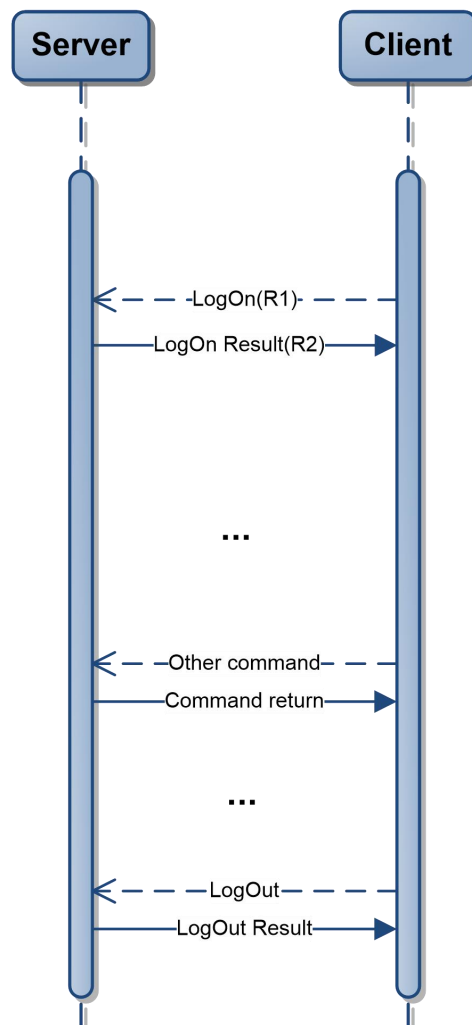 Server
Client
LogOn(R1)
LogOn Result(R2)
...
Other command
Command return
...
LogOut
LogOut Result